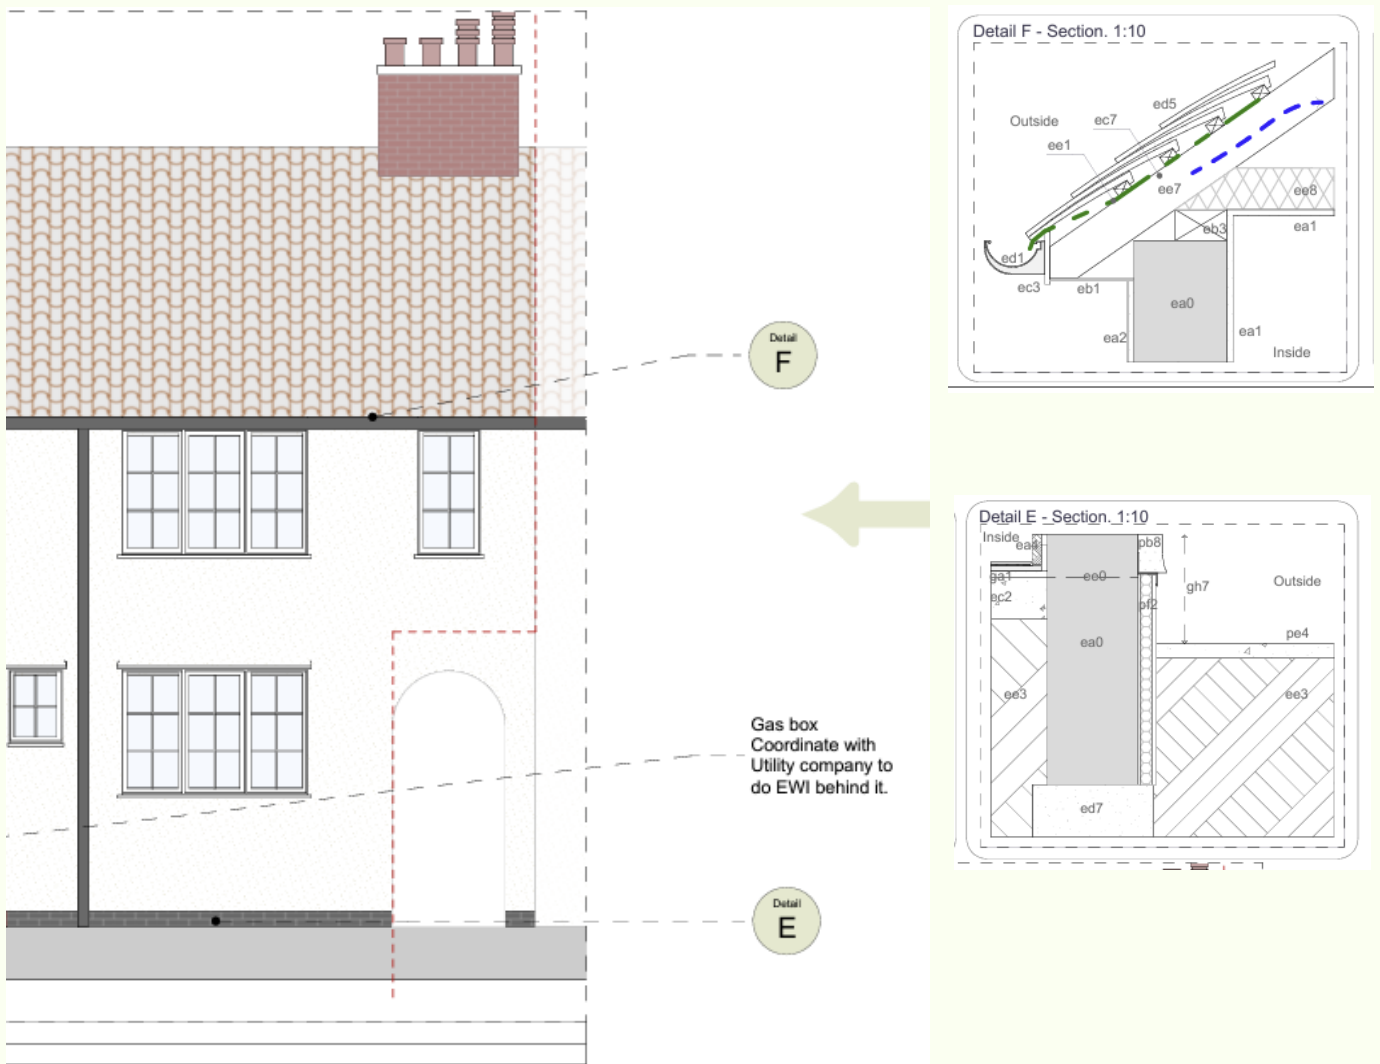 Detail
F
Gas box
Coordinate with
Utility company to
do EWI behind it.
Detail
E
Detail F - Section. 1:10
Outside
ed5
ec7
ee1
ee7
ee8
eb3
ea1
ed1
ec3
eb1
ea0
ea2
ea1
Inside
Detail E - Section. 1:10
Inside
ea4
pb8
ga1
ee0
Outside
gh7
ec2
pf2
pe4
ea0
ee3
ee3
ed7